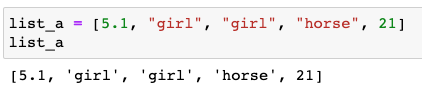 list_a = [5.1, "girl", "girl", "horse", 21]
list_a
[5.1, 'girl', 'girl', 'horse', 21]